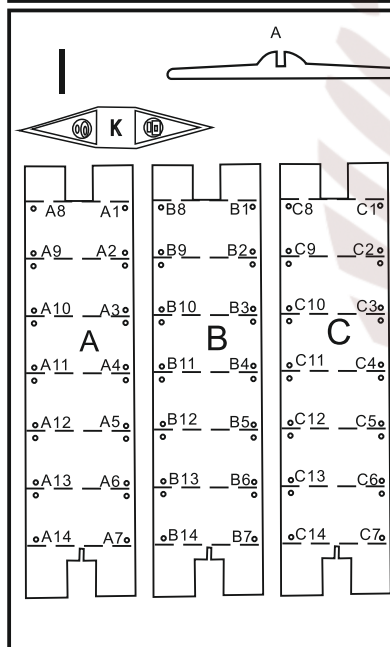 A
K
A8 A1 B8 B1 C8 C1
A9 A2 B9 B2 C9 C2
A10 A3 B10 B3 C10 C3
A B C
A11 A4 B11 B4 C11 C4
A12 A5 B12 B5 C12 C5
A13 A6 B13 B6 C13 C6
A14 A7 B14 B7 C14 C7